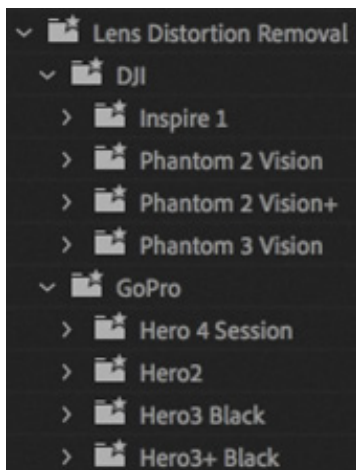 Lens Distortion Removal
DJI
Inspire 1
Phantom 2 Vision
Phantom 2 Vision+
Phantom 3 Vision
GoPro
Hero 4 Session
Hero2
Hero3 Black
Hero3+ Black